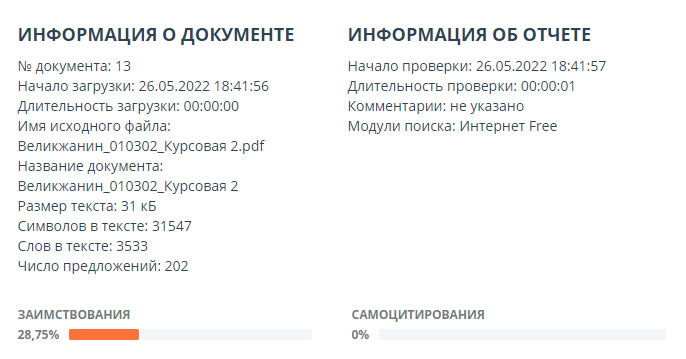 ИНФОРМАЦИЯ О ДОКУМЕНТЕ
№ документа: 13
Начало загрузки: 26.05.2022 18:41:56
Длительность загрузки: 00:00:00
Имя исходного файла:
Великжанин_010302_Курсовая 2.pdf
Название документа:
Великжанин_010302_Курсовая 2
Размер текста: 31 кБ
Символов в тексте: 31547
Слов в тексте: 3533
Число предложений: 202
ИНФОРМАЦИЯ ОБ ОТЧЕТЕ
Начало проверки: 26.05.2022 18:41:57
Длительность проверки: 00:00:01
Комментарии: не указано
Модули поиска: Интернет Free
ЗАИМСТВОВАНИЯ
28,75%
САМОЦИТИРОВАНИЯ
0%